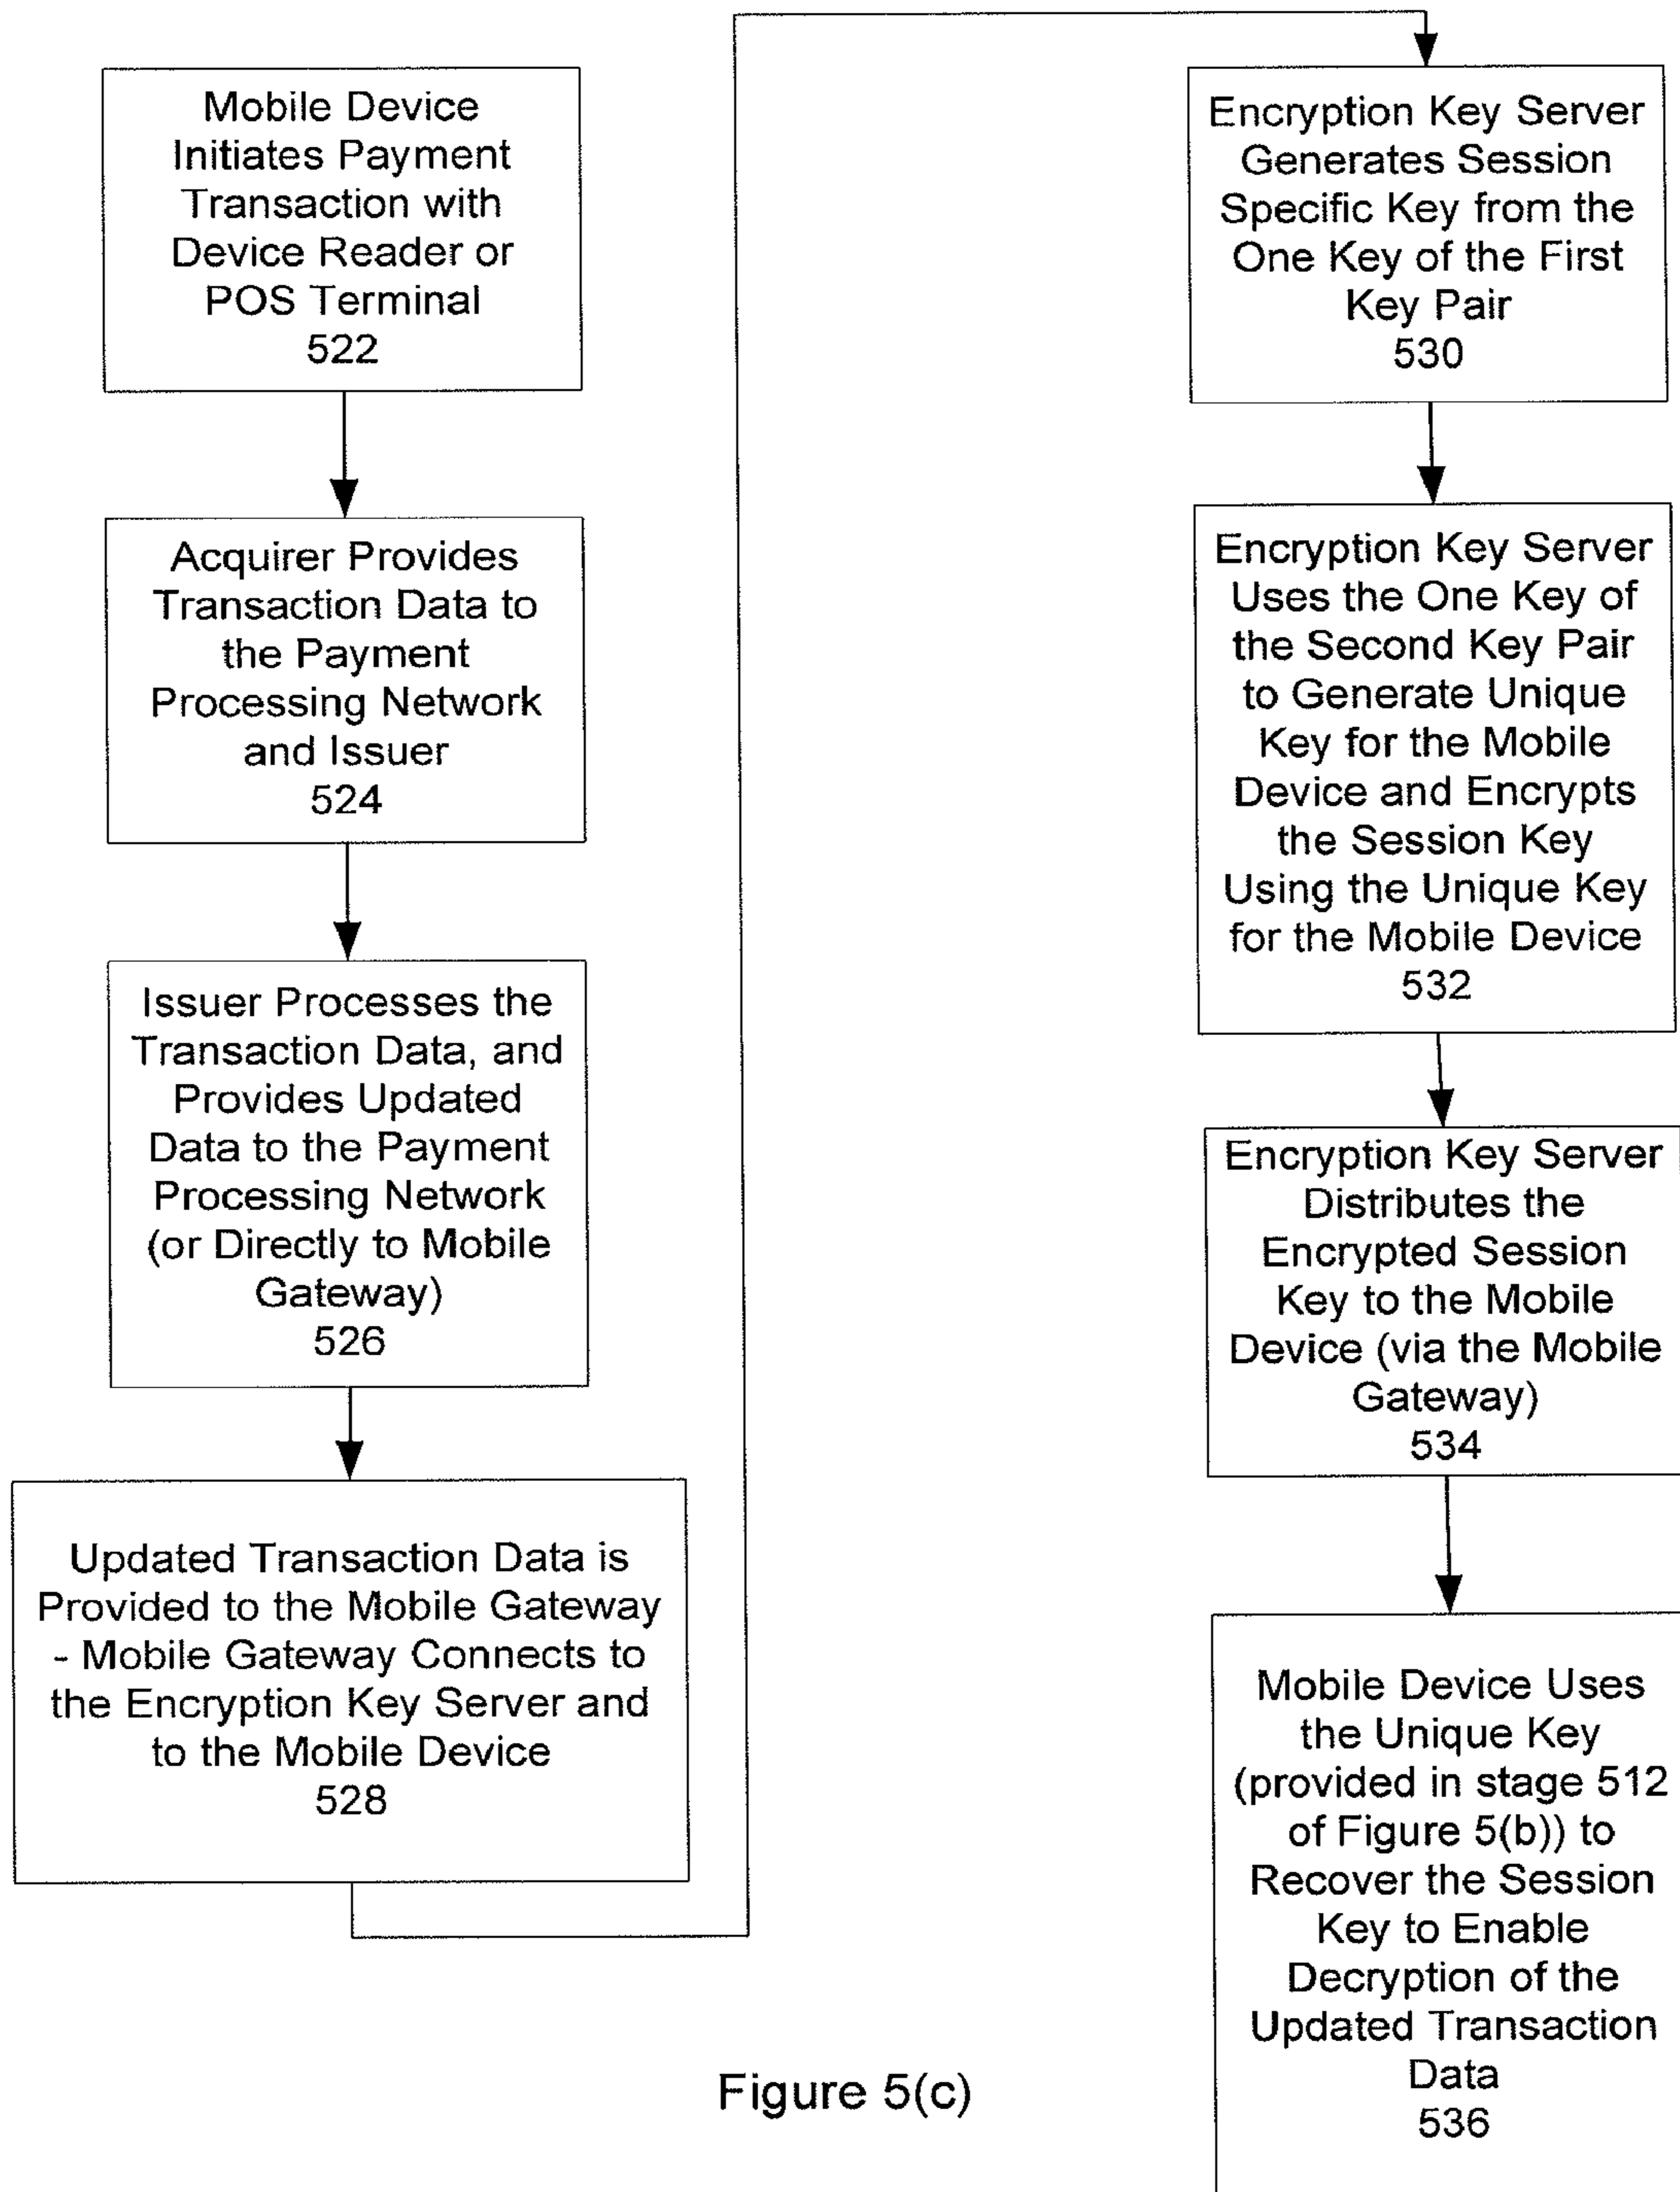 Mobile Device
Initiates Payment
Transaction with
Device Reader or
POS Terminal
522
Acquirer Provides
Transaction Data to
the Payment
Processing Network
and Issuer
524
Issuer Processes the
Transaction Data, and
Provides Updated
Data to the Payment
Processing Network
(or Directly to Mobile
Gateway)
526
Updated Transaction Data is
Provided to the Mobile Gateway
- Mobile Gateway Connects to
the Encryption Key Server and
to the Mobile Device
528
Encryption Key Server
Generates Session
Specific Key from the
One Key of the First
Key Pair
530
Encryption Key Server
Uses the One Key of
the Second Key Pair
to Generate Unique
Key for the Mobile
Device and Encrypts
the Session Key
Using the Unique Key
for the Mobile Device
532
Encryption Key Server
Distributes the
Encrypted Session
Key to the Mobile
Device (via the Mobile
Gateway)
534
Mobile Device Uses
the Unique Key
(provided in stage 512
of Figure 5(b)) to
Recover the Session
Key to Enable
Decryption of the
Updated Transaction
Data
536
Figure 5(c)